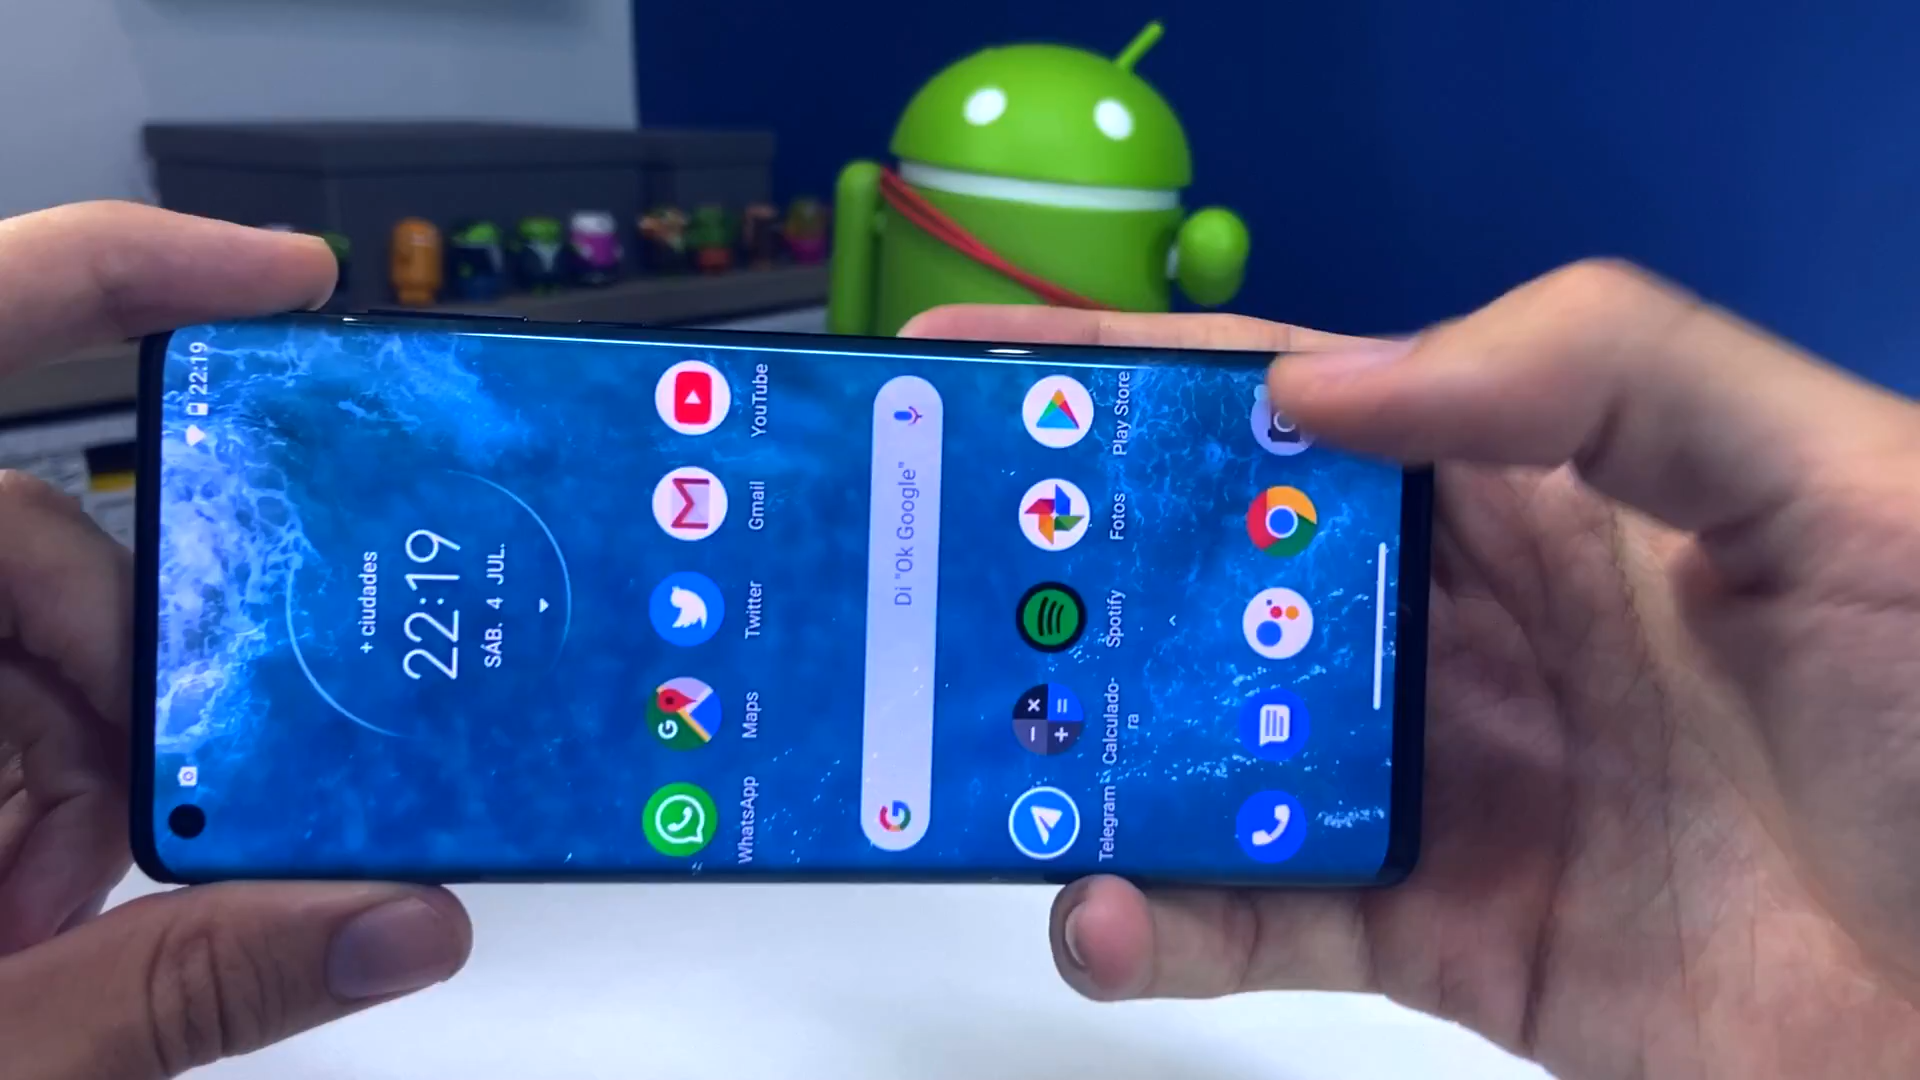 22:19
+ ciudades
22:19
SÁB. 4 JUL.
WhatsApp
Maps
Twitter
Gmail
YouTube
G
Di "Ok Google"
Telegram
Calculado-
ra
Spotify
Fotos
Play Store